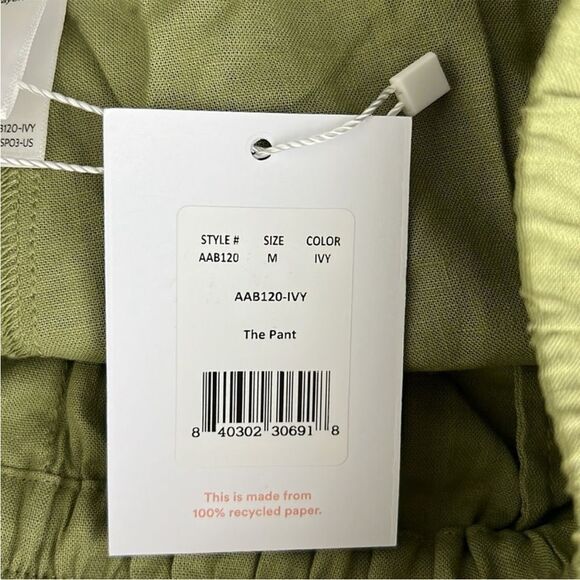 B120-IVY
SP03-US
STYLE # SIZE COLOR
AAB120 M IVY
AAB120-IVY
The Pant
8 40302 30691 8
This is made from
100% recycled paper.